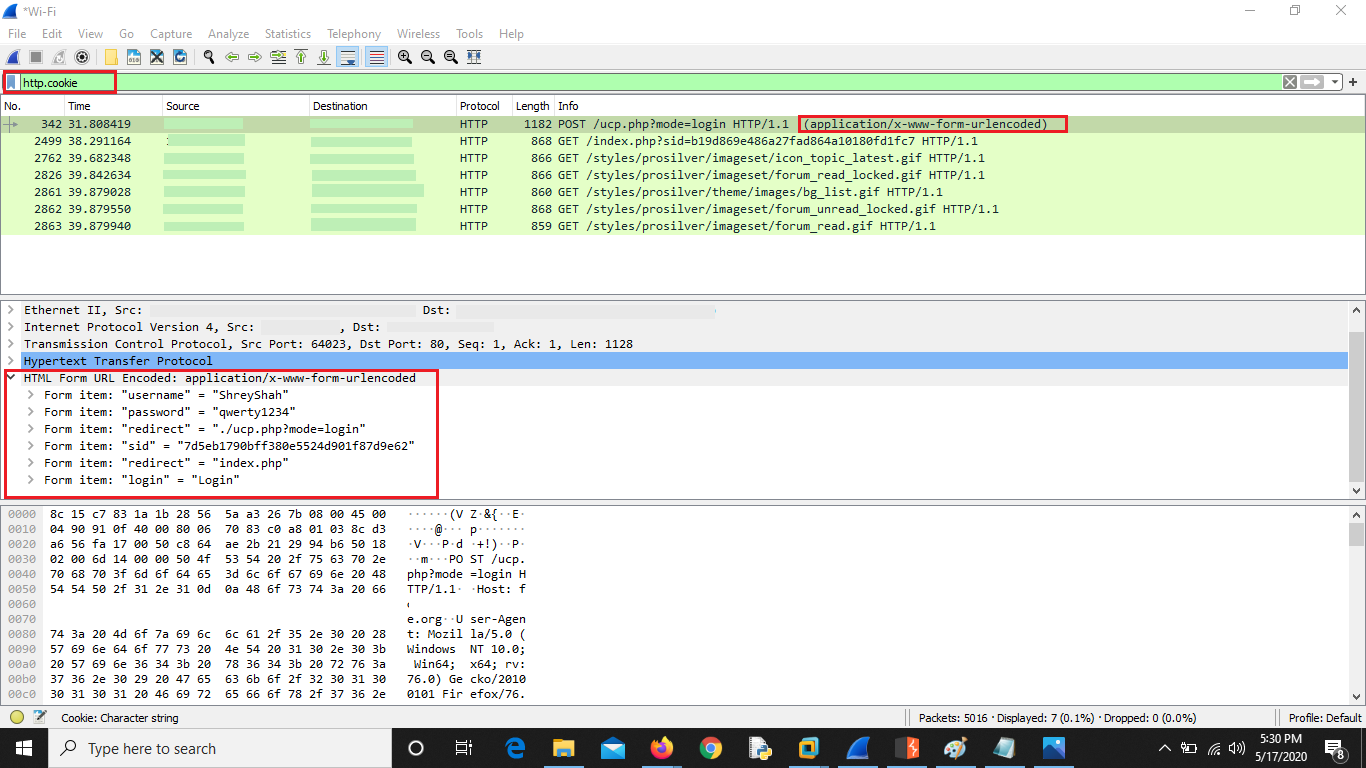 *Wi-Fi
File Edit View Go Capture Analyze Statistics Telephony Wireless Tools Help
http.cookie
No. Time Source Destination Protocol Length Info
342 31.808419 HTTP 1182 POST /ucp.php?mode=login HTTP/1.1 (application/x-www-form-urlencoded)
2499 38.291164 HTTP 868 GET /index.php?sid=b19d869e486a27fad864a10180fd1fc7 HTTP/1.1
2762 39.682348 HTTP 866 GET /styles/prosilver/imageset/icon_topic_latest.gif HTTP/1.1
2826 39.842634 HTTP 866 GET /styles/prosilver/imageset/forum_read_locked.gif HTTP/1.1
2861 39.879028 HTTP 860 GET /styles/prosilver/theme/images/bg_list.gif HTTP/1.1
2862 39.879550 HTTP 868 GET /styles/prosilver/imageset/forum_unread_locked.gif HTTP/1.1
2863 39.879940 HTTP 859 GET /styles/prosilver/imageset/forum_read.gif HTTP/1.1
Ethernet II, Src: Dst:
Internet Protocol Version 4, Src: , Dst:
Transmission Control Protocol, Src Port: 64023, Dst Port: 80, Seq: 1, Ack: 1, Len: 1128
Hypertext Transfer Protocol
HTML Form URL Encoded: application/x-www-form-urlencoded
Form item: "username" = "ShreyShah"
Form item: "password" = "qwerty1234"
Form item: "redirect" = "./ucp.php?mode=login"
Form item: "sid" = "7d5eb1790bff380e5524d901f87d9e62"
Form item: "redirect" = "index.php"
Form item: "login" = "Login"
0000 8c 15 c7 83 1a 1b 28 56 5a a3 26 7b 08 00 45 00 ······(V Z·&{··E·
0010 04 90 91 0f 40 00 80 06 70 83 c0 a8 01 03 8c d3 ····@··· p·······
0020 a6 56 fa 17 00 50 c8 64 ae 2b 21 29 94 b6 50 18 ·V···P·d ·+!)··P·
0030 02 00 6d 14 00 00 50 4f 53 54 20 2f 75 63 70 2e ··m···PO ST /ucp.
0040 70 68 70 3f 6d 6f 64 65 3d 6c 6f 67 69 6e 20 48 php?mode =login H
0050 54 54 50 2f 31 2e 31 0d 0a 48 6f 73 74 3a 20 66 TTP/1.1· ·Host: f
0060
0070 e.org··U ser-Agen
0080 74 3a 20 4d 6f 7a 69 6c 6c 61 2f 35 2e 30 20 28 t: Mozil la/5.0 (
0090 57 69 6e 64 6f 77 73 20 4e 54 20 31 30 2e 30 3b Windows NT 10.0;
00a0 20 57 69 6e 36 34 3b 20 78 36 34 3b 20 72 76 3a Win64; x64; rv:
00b0 37 36 2e 30 29 20 47 65 63 6b 6f 2f 32 30 31 30 76.0) Ge cko/2010
00c0 30 31 30 31 20 46 69 72 65 66 6f 78 2f 37 36 2e 0101 Fir efox/76.
Cookie: Character string Packets: 5016 · Displayed: 7 (0.1%) · Dropped: 0 (0.0%) Profile: Default
Type here to search
5:30 PM
5/17/2020
8